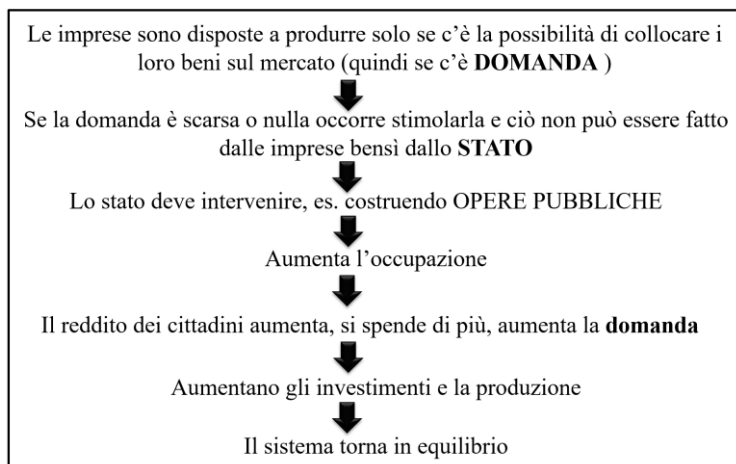 Le imprese sono disposte a produrre solo se c’è la possibilità di collocare i
loro beni sul mercato (quindi se c’è DOMANDA )
Se la domanda è scarsa o nulla occorre stimolarla e ciò non può essere fatto
dalle imprese bensì dallo STATO
Lo stato deve intervenire, es. costruendo OPERE PUBBLICHE
Aumenta l’occupazione
Il reddito dei cittadini aumenta, si spende di più, aumenta la domanda
Aumentano gli investimenti e la produzione
Il sistema torna in equilibrio